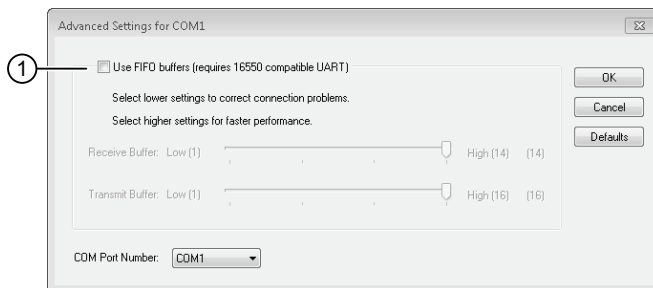 Advanced Settings for COM1
1
Use FIFO buffers (requires 16550 compatible UART)
OK
Select lower settings to correct connection problems.
Cancel
Select higher settings for faster performance.
Defaults
Receive Buffer: Low (1) High (14) (14)
Transmit Buffer: Low (1) High (16) (16)
COM Port Number: COM1